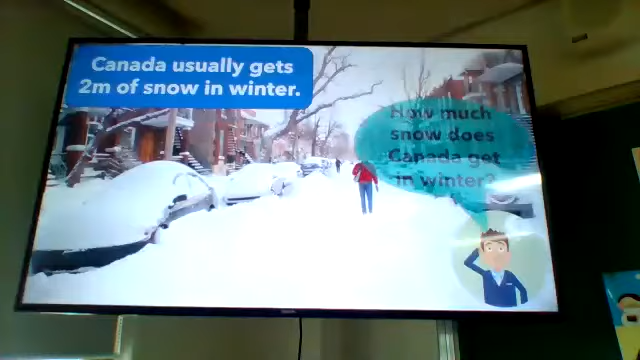 Canada usually gets
2m of snow in winter.
How much
snow does
Canada get
in winter?